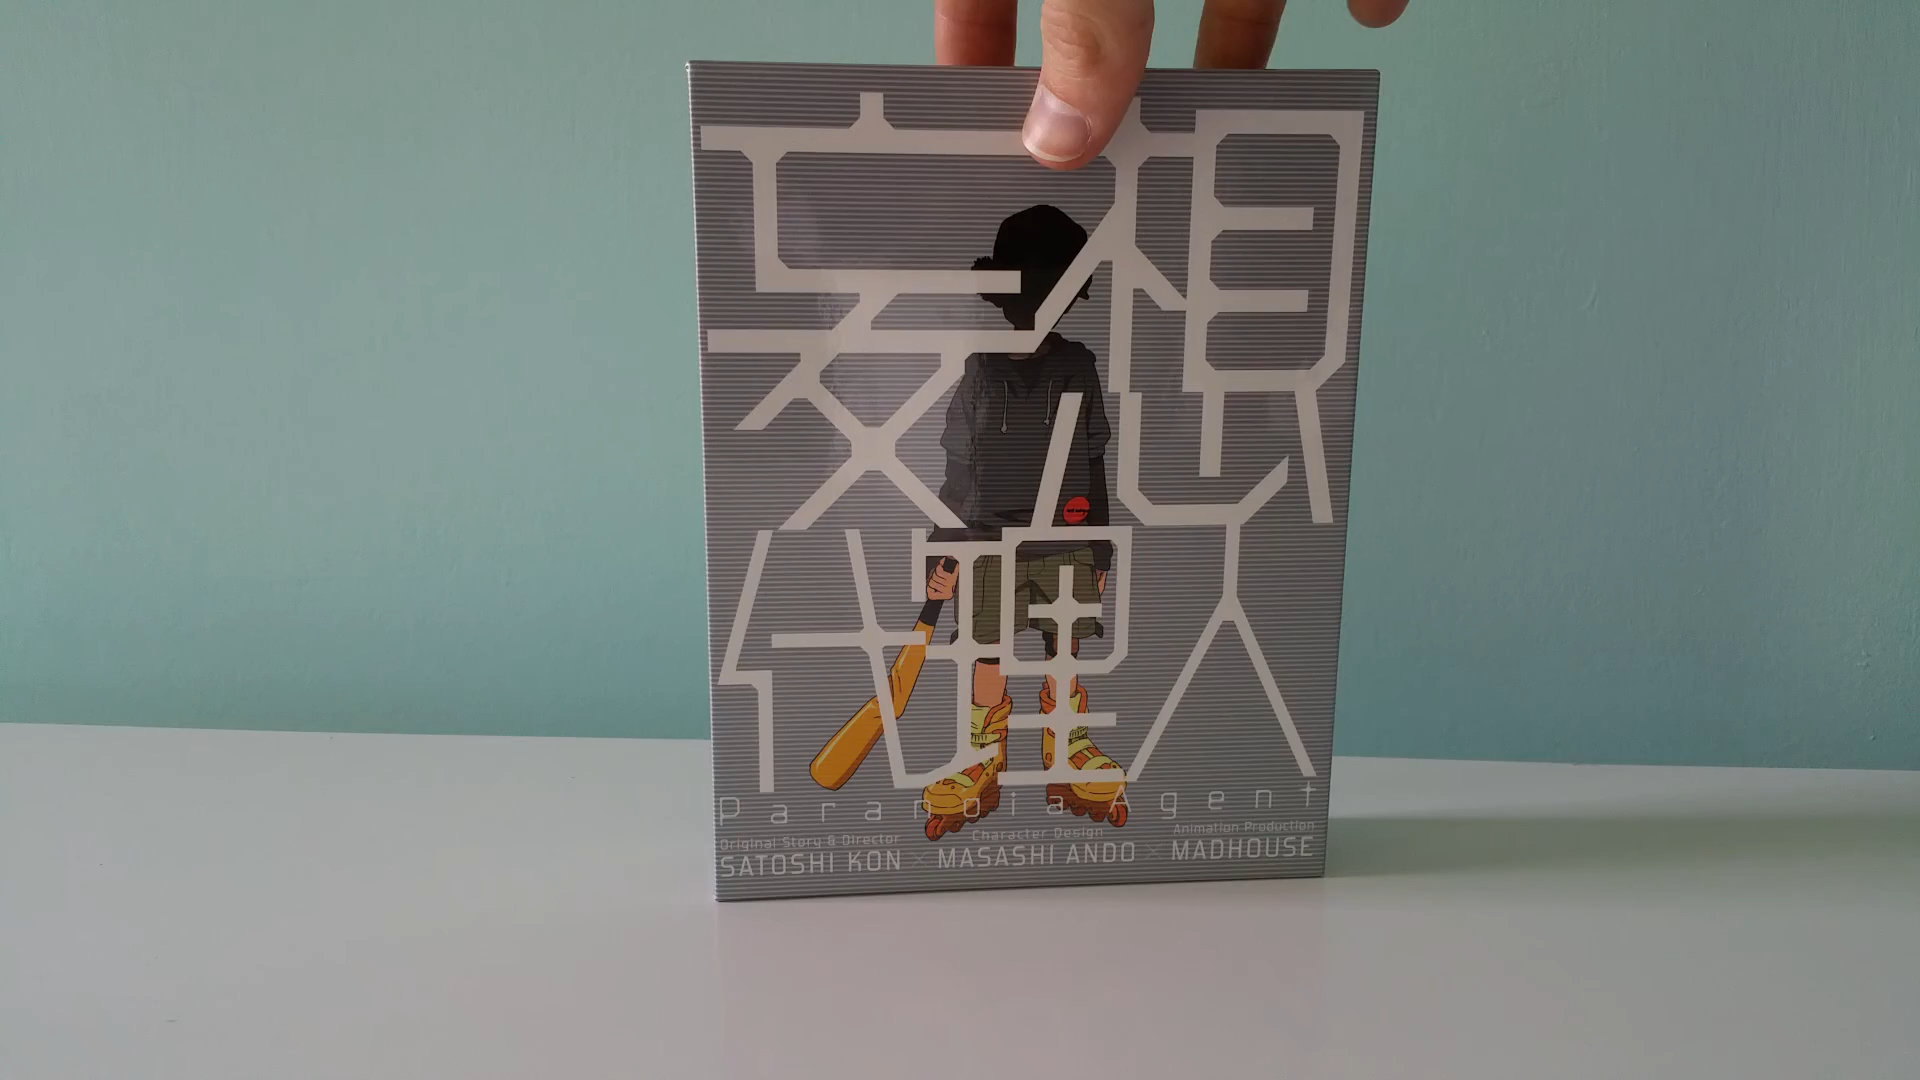 妄想
代理人
Paranoia Agent
Original Story & Director Character Design Animation Production
SATOSHI KON × MASASHI ANDO × MADHOUSE